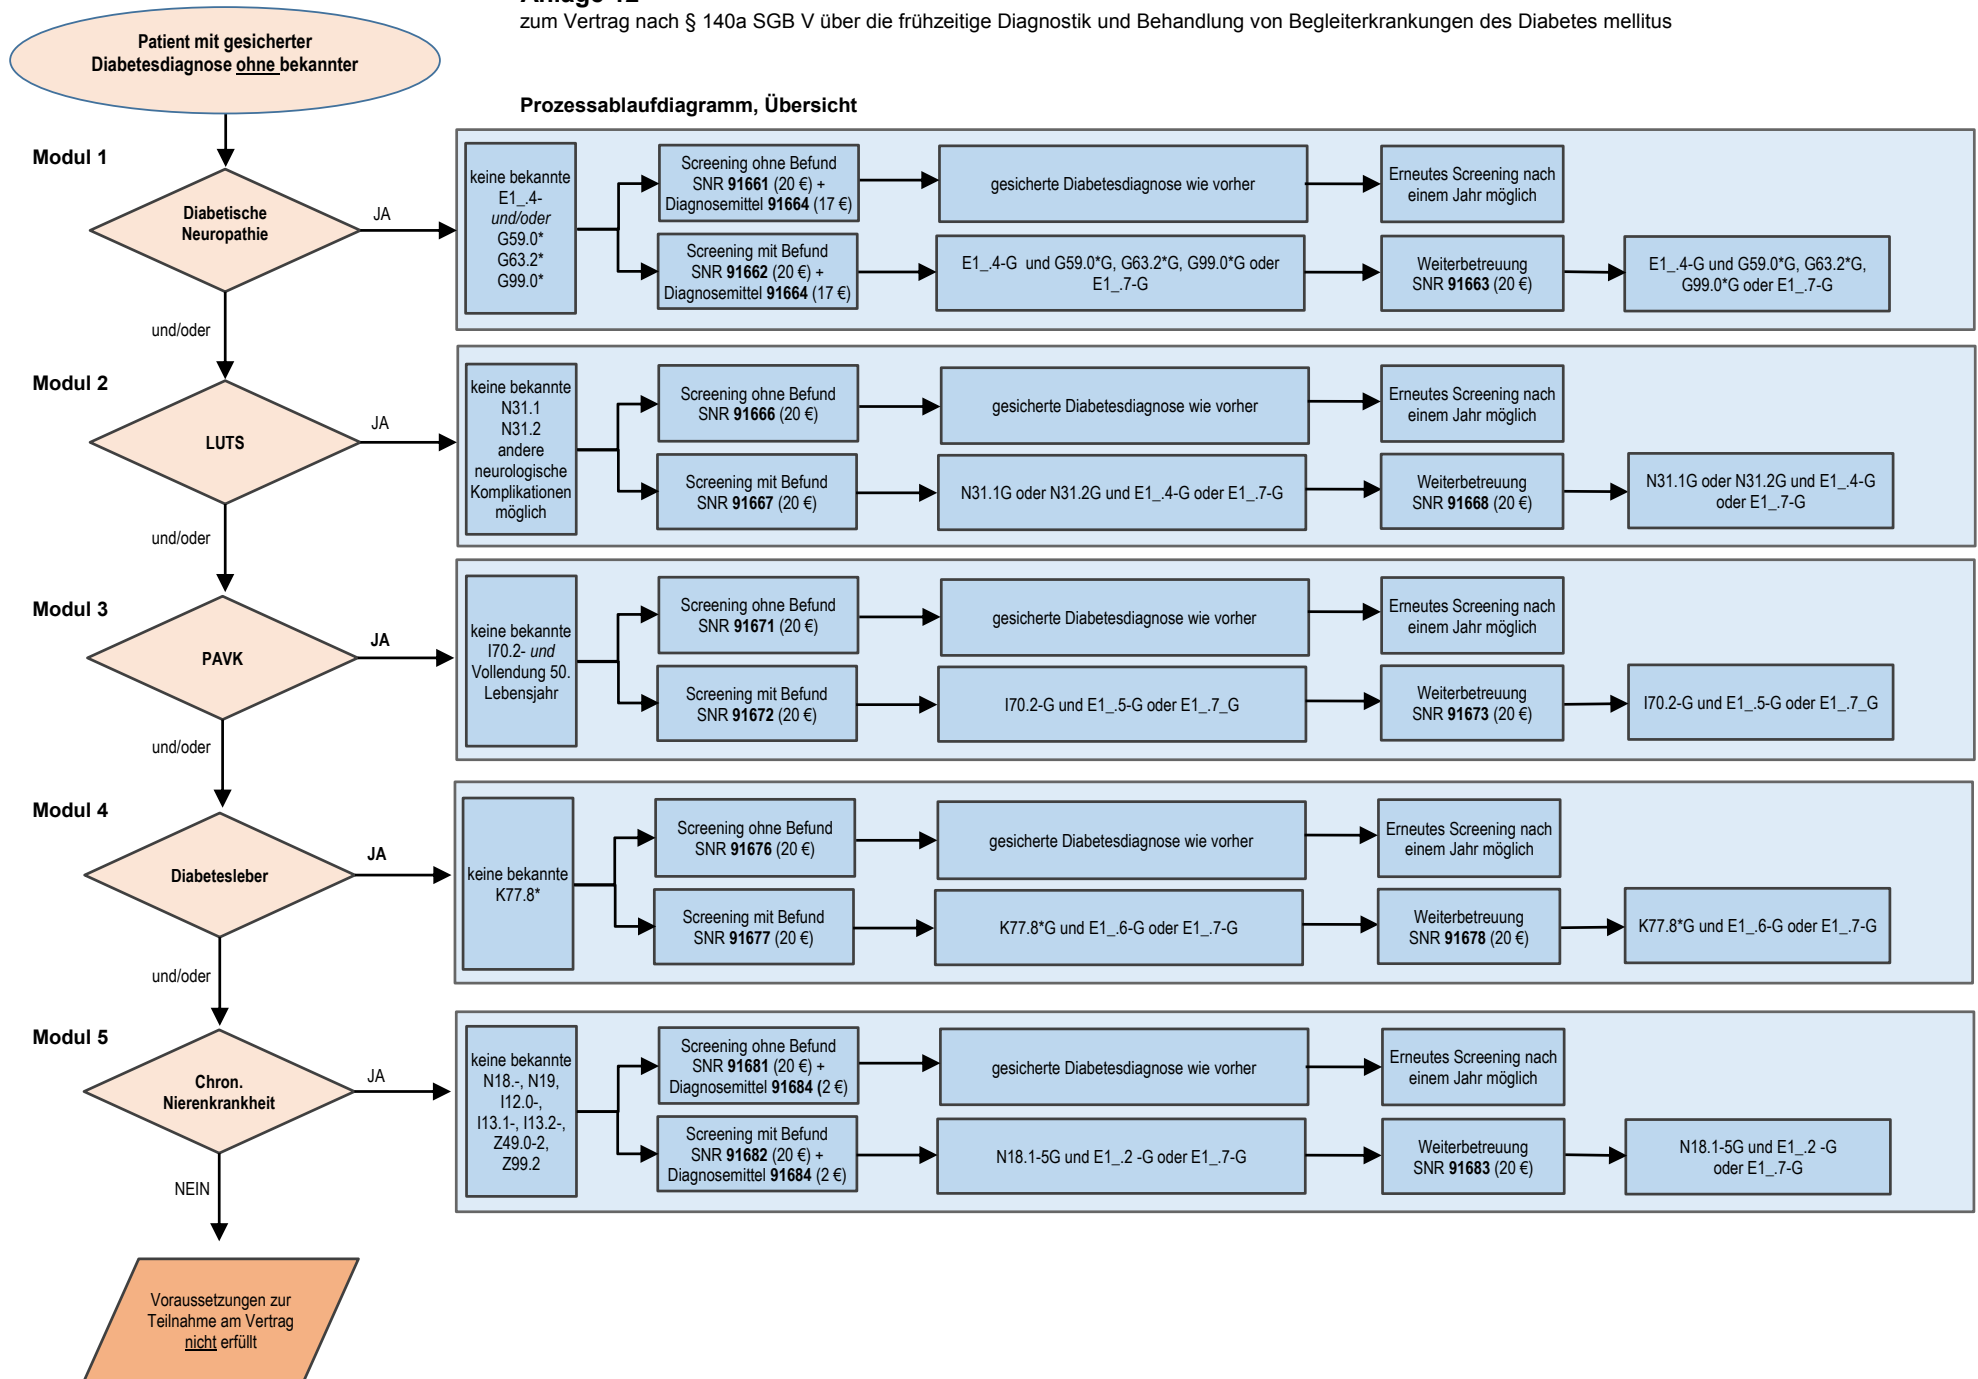 Anlage 12
zum Vertrag nach § 140a SGB V über die frühzeitige Diagnostik und Behandlung von Begleiterkrankungen des Diabetes mellitus
Patient mit gesicherter
Diabetesdiagnose ohne bekannter
Prozessablaufdiagramm, Übersicht
Modul 1
Diabetische
Neuropathie
JA
keine bekannte
E1_.4-
und/oder
G59.0*
G63.2*
G99.0*
Screening ohne Befund
SNR 91661 (20 €) +
Diagnosemittel 91664 (17 €)
gesicherte Diabetesdiagnose wie vorher
Erneutes Screening nach
einem Jahr möglich
Screening mit Befund
SNR 91662 (20 €) +
Diagnosemittel 91664 (17 €)
E1_.4-G und G59.0*G, G63.2*G, G99.0*G oder
E1_.7-G
Weiterbetreuung
SNR 91663 (20 €)
E1_.4-G und G59.0*G, G63.2*G,
G99.0*G oder E1_.7-G
und/oder
Modul 2
LUTS
JA
keine bekannte
N31.1
N31.2
andere
neurologische
Komplikationen
möglich
Screening ohne Befund
SNR 91666 (20 €)
gesicherte Diabetesdiagnose wie vorher
Erneutes Screening nach
einem Jahr möglich
Screening mit Befund
SNR 91667 (20 €)
N31.1G oder N31.2G und E1_.4-G oder E1_.7-G
Weiterbetreuung
SNR 91668 (20 €)
N31.1G oder N31.2G und E1_.4-G
oder E1_.7-G
und/oder
Modul 3
PAVK
JA
keine bekannte
I70.2- und
Vollendung 50.
Lebensjahr
Screening ohne Befund
SNR 91671 (20 €)
gesicherte Diabetesdiagnose wie vorher
Erneutes Screening nach
einem Jahr möglich
Screening mit Befund
SNR 91672 (20 €)
I70.2-G und E1_.5-G oder E1_.7_G
Weiterbetreuung
SNR 91673 (20 €)
I70.2-G und E1_.5-G oder E1_.7_G
und/oder
Modul 4
Diabetesleber
JA
keine bekannte
K77.8*
Screening ohne Befund
SNR 91676 (20 €)
gesicherte Diabetesdiagnose wie vorher
Erneutes Screening nach
einem Jahr möglich
Screening mit Befund
SNR 91677 (20 €)
K77.8*G und E1_.6-G oder E1_.7-G
Weiterbetreuung
SNR 91678 (20 €)
K77.8*G und E1_.6-G oder E1_.7-G
und/oder
Modul 5
Chron.
Nierenkrankheit
JA
keine bekannte
N18.-, N19,
I12.0-,
I13.1-, I13.2-,
Z49.0-2,
Z99.2
Screening ohne Befund
SNR 91681 (20 €) +
Diagnosemittel 91684 (2 €)
gesicherte Diabetesdiagnose wie vorher
Erneutes Screening nach
einem Jahr möglich
Screening mit Befund
SNR 91682 (20 €) +
Diagnosemittel 91684 (2 €)
N18.1-5G und E1_.2 -G oder E1_.7-G
Weiterbetreuung
SNR 91683 (20 €)
N18.1-5G und E1_.2 -G
oder E1_.7-G
NEIN
Voraussetzungen zur
Teilnahme am Vertrag
nicht erfüllt